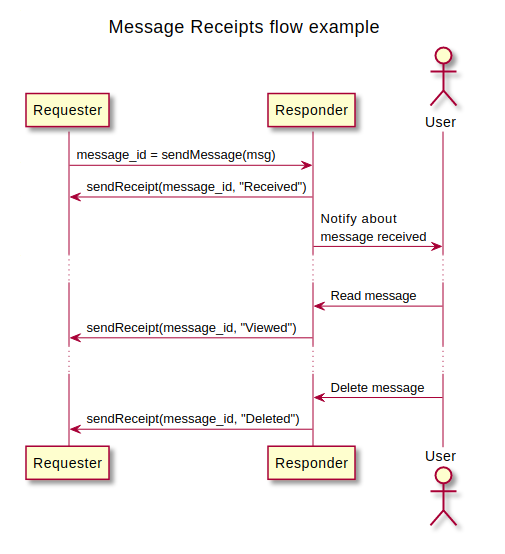 Message Receipts flow example
Requester
Responder
User
message_id = sendMessage(msg)
sendReceipt(message_id, "Received")
Notify about
message received
Read message
sendReceipt(message_id, "Viewed")
Delete message
sendReceipt(message_id, "Deleted")
Requester
Responder
User